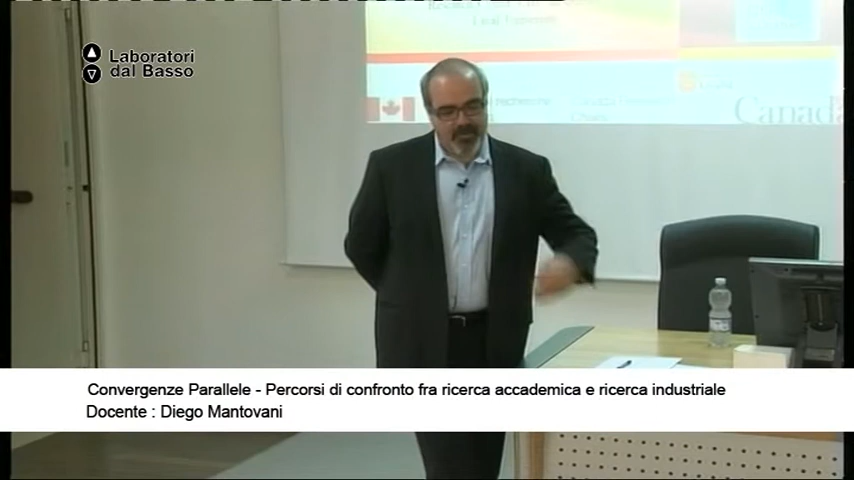 Laboratori
dal Basso
Canada
Convergenze Parallele - Percorsi di confronto fra ricerca accademica e ricerca industriale
Docente : Diego Mantovani